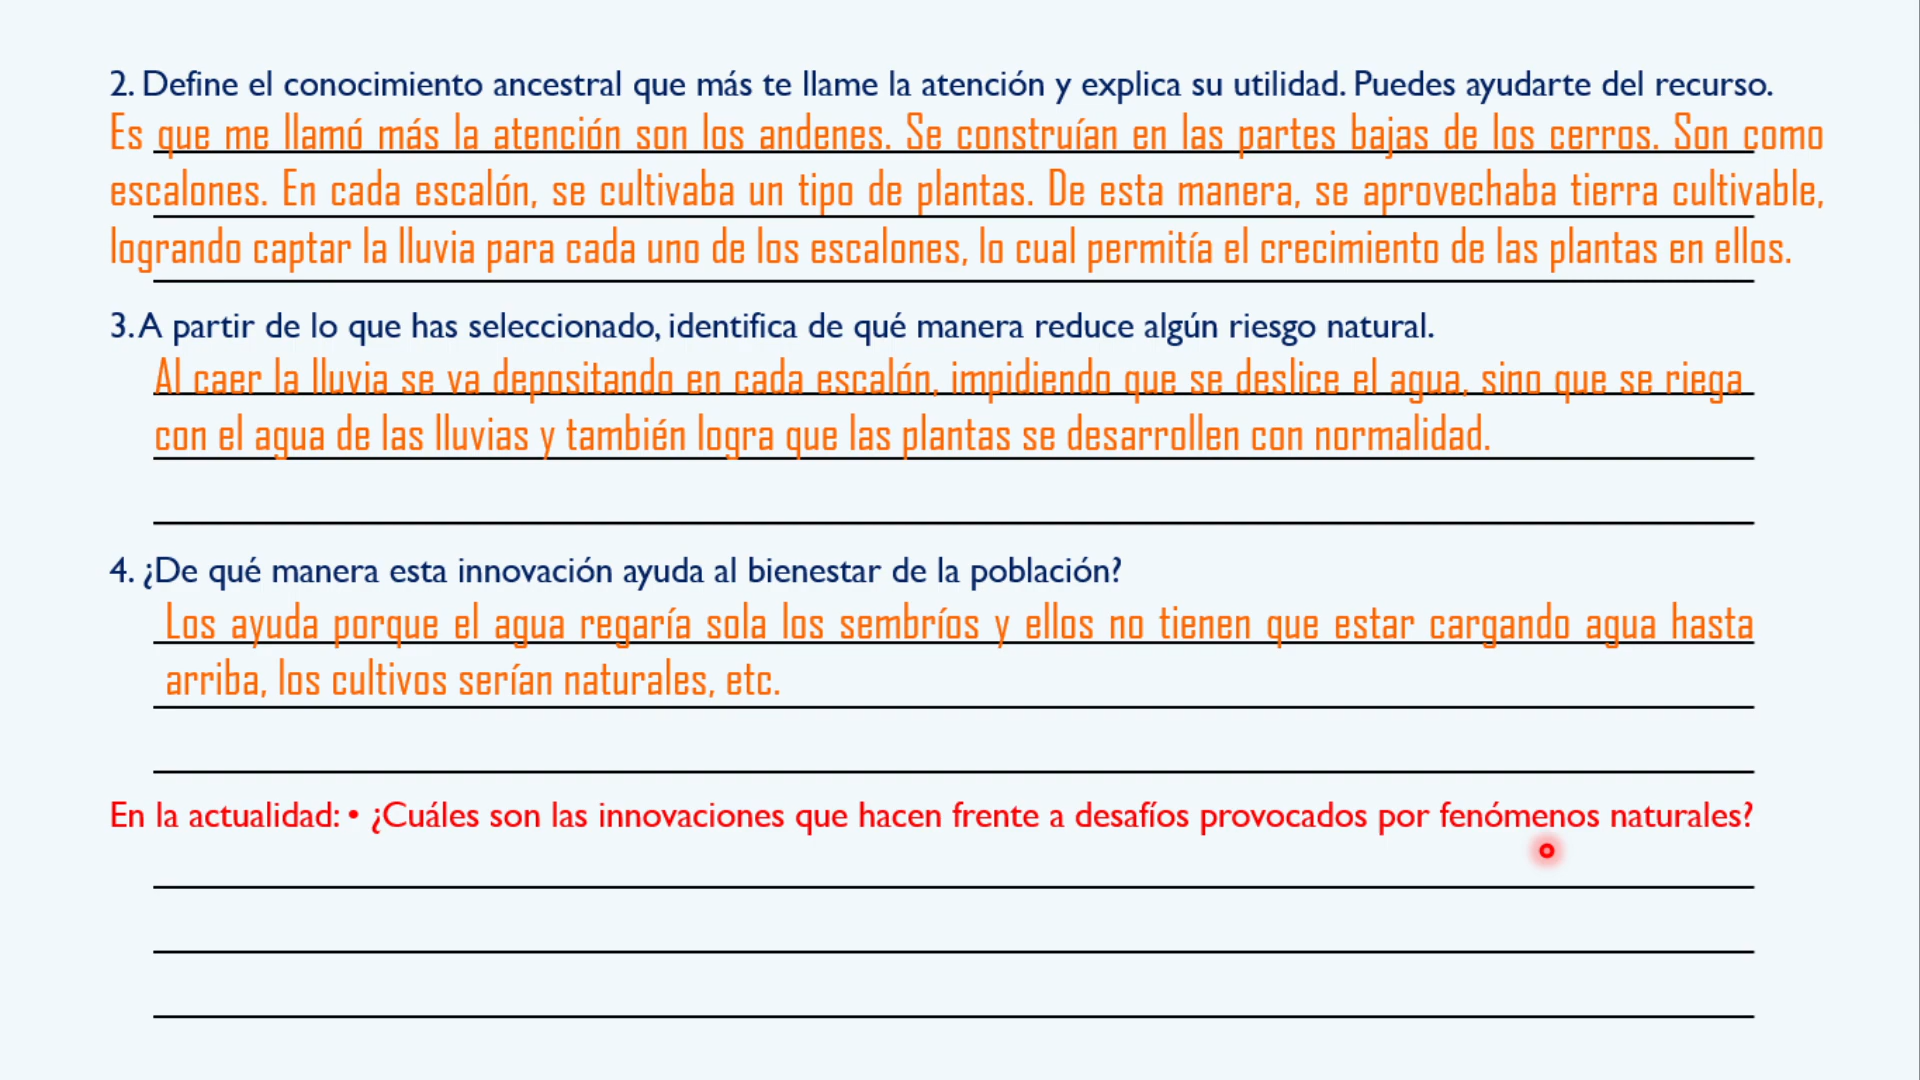 2. Define el conocimiento ancestral que más te llame la atención y explica su utilidad. Puedes ayudarte del recurso.
Es que me llamó más la atención son los andenes. Se construían en las partes bajas de los cerros. Son como
escalones. En cada escalón, se cultivaba un tipo de plantas. De esta manera, se aprovechaba tierra cultivable,
logrando captar la lluvia para cada uno de los escalones, lo cual permitía el crecimiento de las plantas en ellos.
3. A partir de lo que has seleccionado, identifica de qué manera reduce algún riesgo natural.
Al caer la lluvia se va depositando en cada escalón, impidiendo que se deslice el agua, sino que se riega
con el agua de las lluvias y también logra que las plantas se desarrollen con normalidad.
4. ¿De qué manera esta innovación ayuda al bienestar de la población?
Los ayuda porque el agua regaría sola los sembríos y ellos no tienen que estar cargando agua hasta
arriba, los cultivos serían naturales, etc.
En la actualidad: • ¿Cuáles son las innovaciones que hacen frente a desafíos provocados por fenómenos naturales?